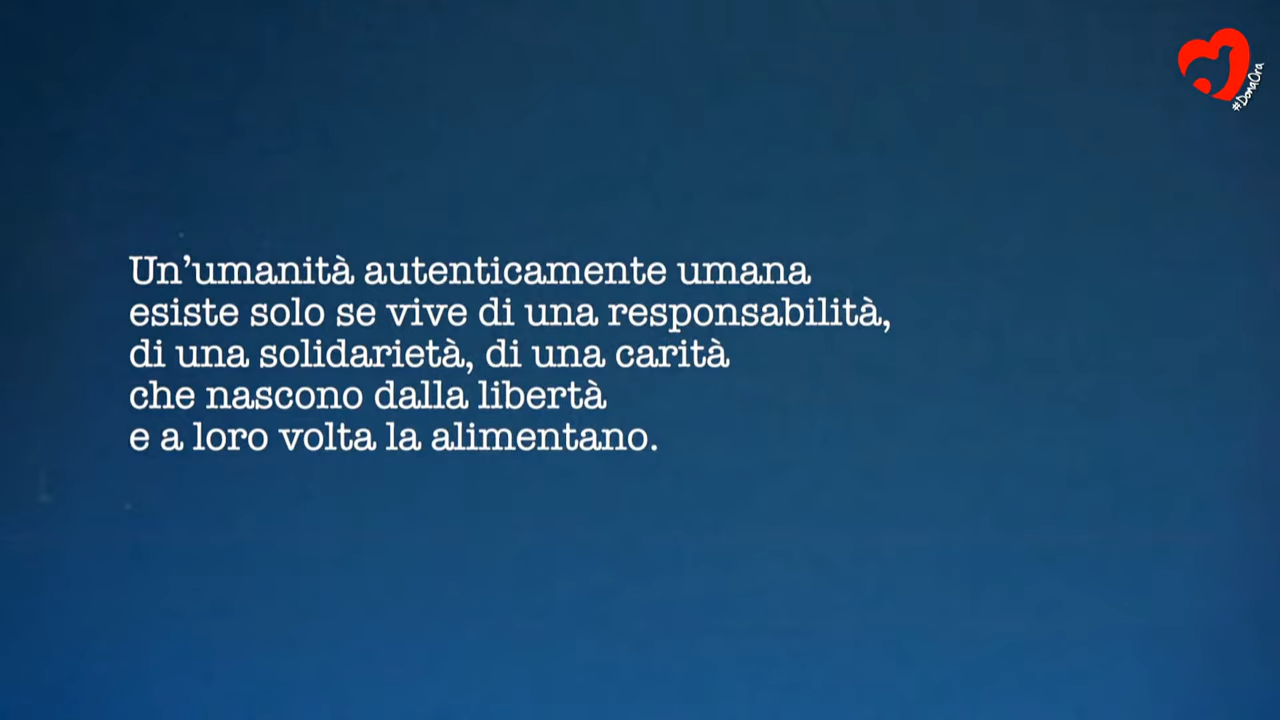 #DonaOra
Un’umanità autenticamente umana
esiste solo se vive di una responsabilità,
di una solidarietà, di una carità
che nascono dalla libertà
e a loro volta la alimentano.